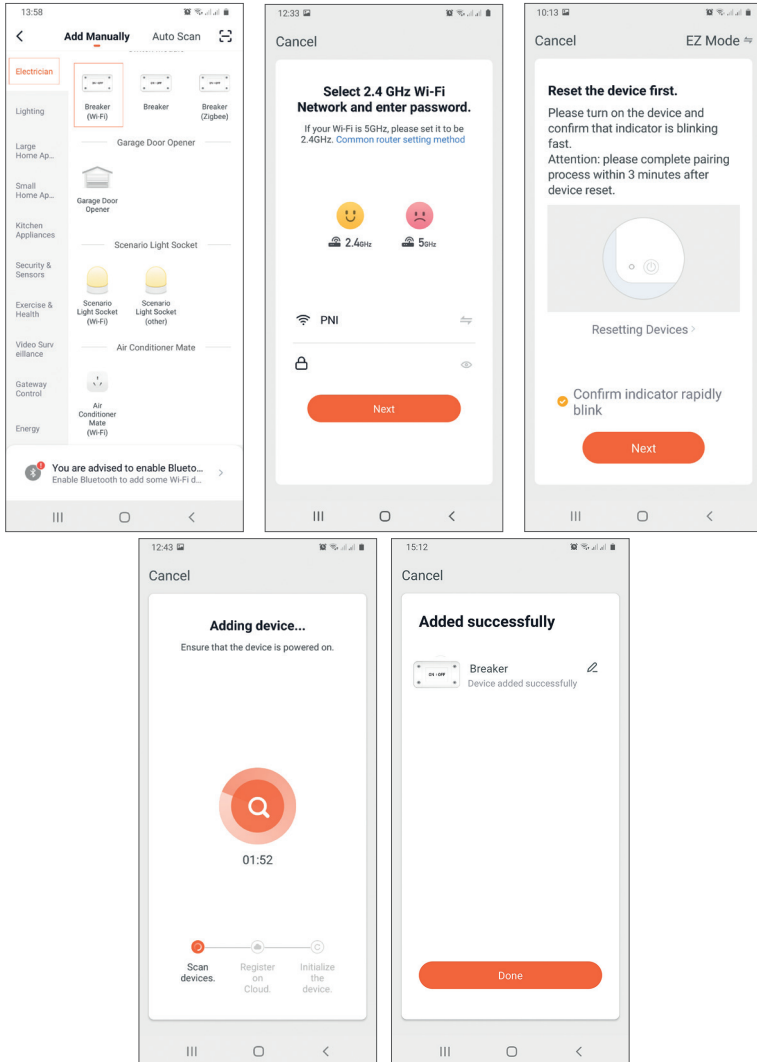 13:58
Add Manually Auto Scan
Electrician
Lighting
Large
Home Ap...
Small
Home Ap...
Kitchen
Appliances
Security &
Sensors
Exercise &
Health
Video Surv
eillance
Gateway
Control
Energy
ON · OFF
ON · OFF
ON · OFF
Breaker
(Wi-Fi)
Breaker
Breaker
(Zigbee)
Garage Door Opener
Garage Door
Opener
Scenario Light Socket
Scenario
Light Socket
(Wi-Fi)
Scenario
Light Socket
(other)
Air Conditioner Mate
Air
Conditioner
Mate
(Wi-Fi)
You are advised to enable Blueto...
Enable Bluetooth to add some Wi-Fi d...
12:33
Cancel
Select 2.4 GHz Wi-Fi
Network and enter password.
If your Wi-Fi is 5GHz, please set it to be
2.4GHz. Common router setting method
2.4GHz 5GHz
PNI
Next
10:13
Cancel EZ Mode
Reset the device first.
Please turn on the device and
confirm that indicator is blinking
fast.
Attention: please complete pairing
process within 3 minutes after
device reset.
Resetting Devices >
Confirm indicator rapidly
blink
Next
12:43
Cancel
Adding device...
Ensure that the device is powered on.
01:52
Scan
devices.
Register
on
Cloud.
Initialize
the
device.
15:12
Cancel
Added successfully
ON · OFF
Breaker
Device added successfully
Done